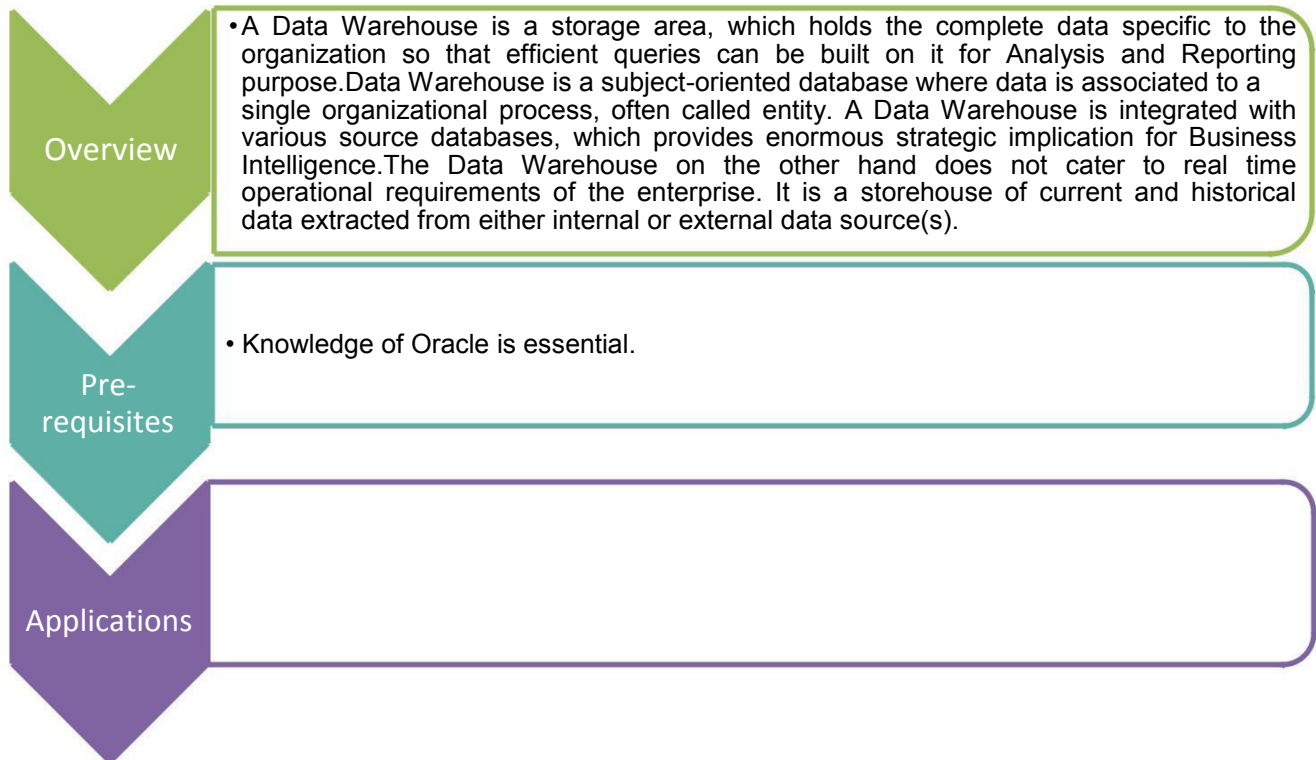 Overview
•A Data Warehouse is a storage area, which holds the complete data specific to the
organization so that efficient queries can be built on it for Analysis and Reporting
purpose.Data Warehouse is a subject-oriented database where data is associated to a
single organizational process, often called entity. A Data Warehouse is integrated with
various source databases, which provides enormous strategic implication for Business
Intelligence.The Data Warehouse on the other hand does not cater to real time
operational requirements of the enterprise. It is a storehouse of current and historical
data extracted from either internal or external data source(s).
Pre-
requisites
• Knowledge of Oracle is essential.
Applications